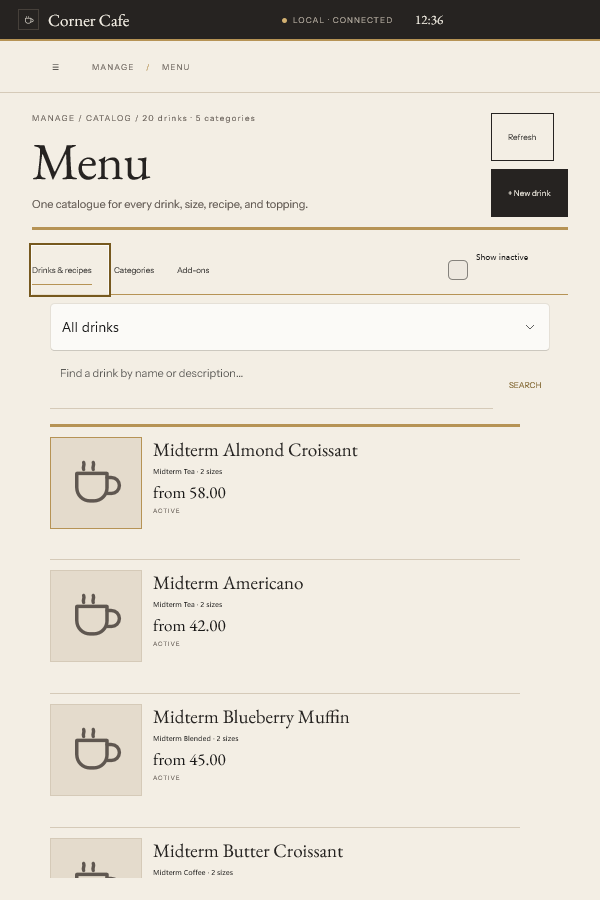 Corner Cafe
LOCAL · CONNECTED
12:36
☰
MANAGE / MENU
MANAGE / CATALOG / 20 drinks · 5 categories
Menu
One catalogue for every drink, size, recipe, and topping.
Refresh
+ New drink
Drinks & recipes
Categories
Add-ons
Show inactive
All drinks
Find a drink by name or description...
SEARCH
Midterm Almond Croissant
Midterm Tea · 2 sizes
from 58.00
ACTIVE
Midterm Americano
Midterm Tea · 2 sizes
from 42.00
ACTIVE
Midterm Blueberry Muffin
Midterm Blended · 2 sizes
from 45.00
ACTIVE
Midterm Butter Croissant
Midterm Coffee · 2 sizes